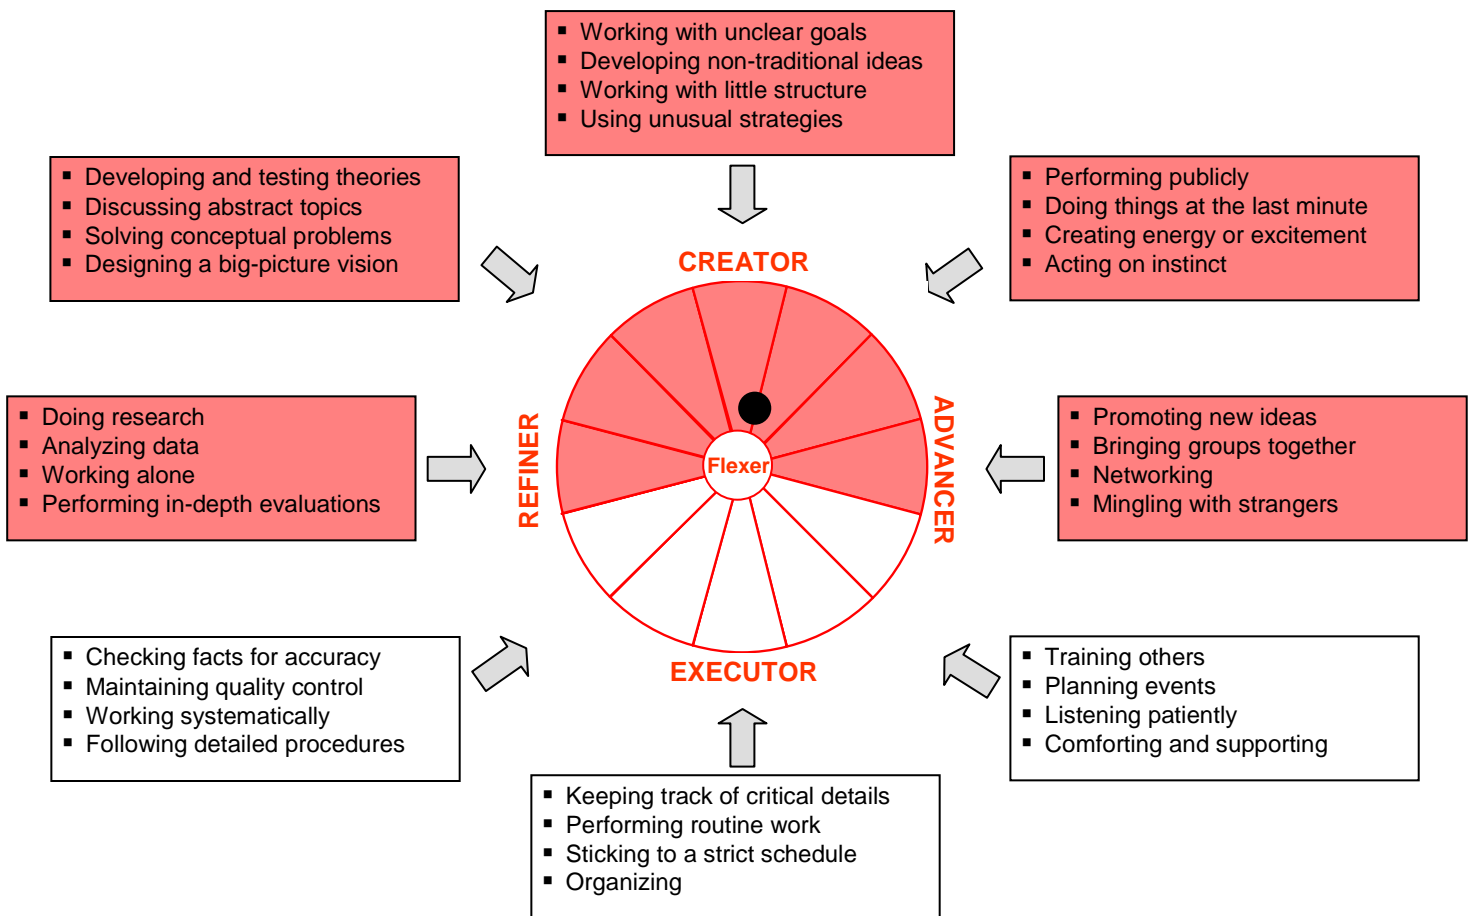 ▪ Working with unclear goals
▪ Developing non-traditional ideas
▪ Working with little structure
▪ Using unusual strategies
▪ Developing and testing theories
▪ Discussing abstract topics
▪ Solving conceptual problems
▪ Designing a big-picture vision
▪ Performing publicly
▪ Doing things at the last minute
▪ Creating energy or excitement
▪ Acting on instinct
CREATOR
▪ Doing research
▪ Analyzing data
▪ Working alone
▪ Performing in-depth evaluations
REFINER
Flexer
ADVANCER
▪ Promoting new ideas
▪ Bringing groups together
▪ Networking
▪ Mingling with strangers
EXECUTOR
▪ Checking facts for accuracy
▪ Maintaining quality control
▪ Working systematically
▪ Following detailed procedures
▪ Training others
▪ Planning events
▪ Listening patiently
▪ Comforting and supporting
▪ Keeping track of critical details
▪ Performing routine work
▪ Sticking to a strict schedule
▪ Organizing